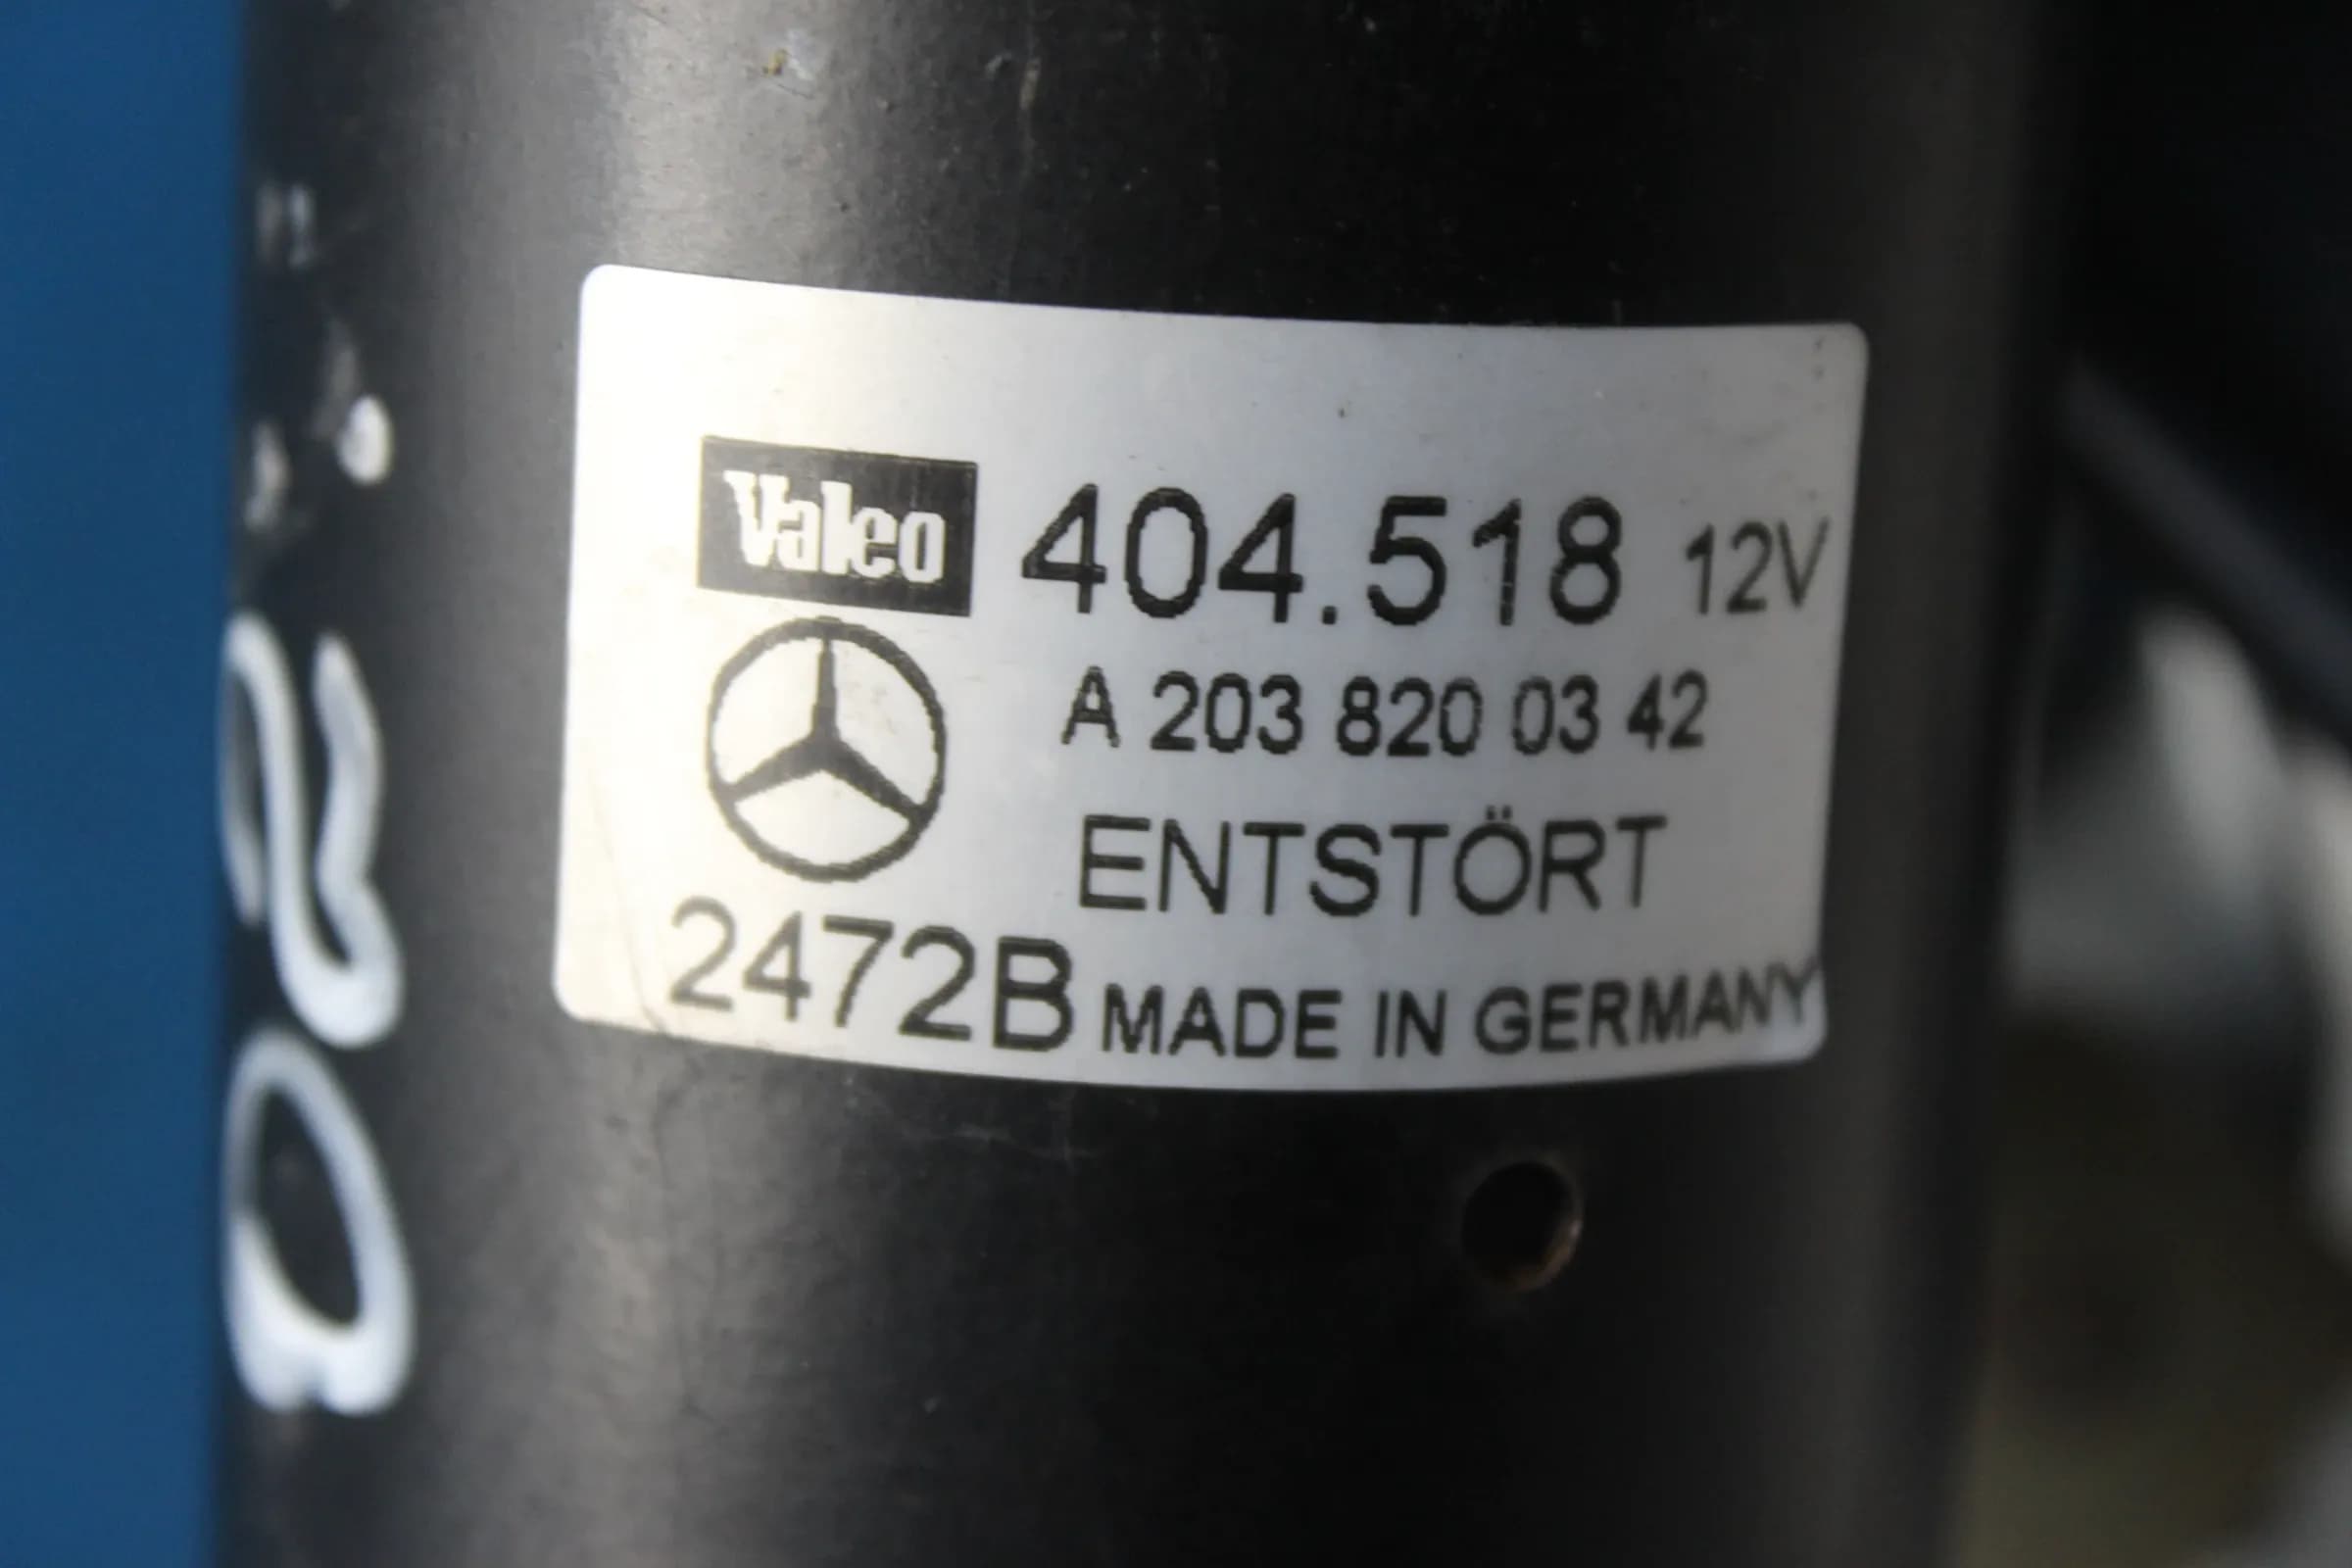 Valeo 404.518 12V
A 203 820 03 42
ENTSTÖRT
2472B MADE IN GERMANY